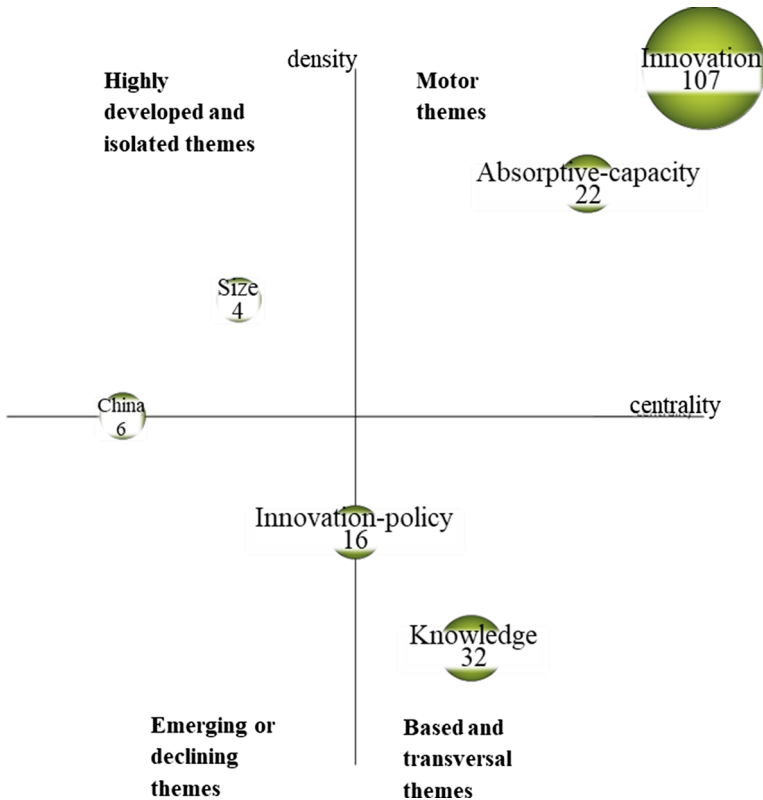 density
Highly
developed and
isolated themes
Motor
themes
Innovation
107
Absorptive-capacity
22
Size
4
China
6
centrality
Innovation-policy
16
Knowledge
32
Emerging or
declining
themes
Based and
transversal
themes